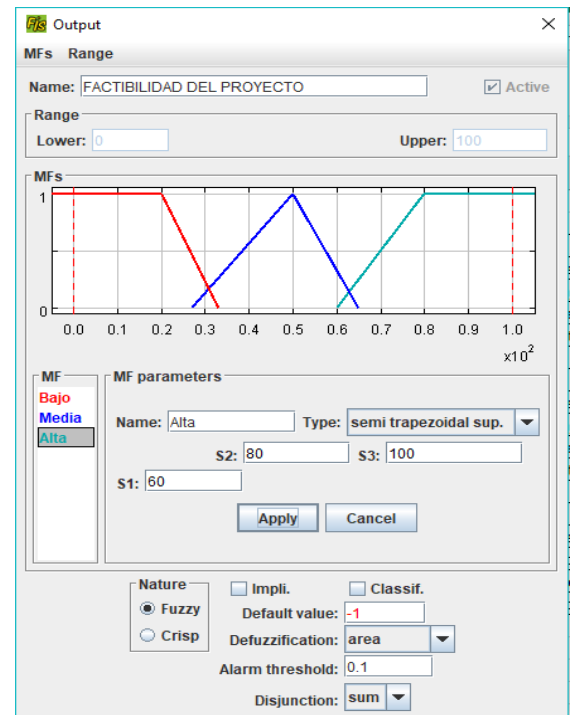 Fis Output
MFs Range
Name: FACTIBILIDAD DEL PROYECTO Active
Range
Lower: 0 Upper: 100
MFs
1
0
0.0 0.1 0.2 0.3 0.4 0.5 0.6 0.7 0.8 0.9 1.0
x10²
MF MF parameters
Bajo
Media
Alta
Name: Alta Type: semi trapezoidal sup.
S2: 80 S3: 100
S1: 60
Apply Cancel
Nature Impli. Classif.
Fuzzy Default value: -1
Crisp Defuzzification: area
Alarm threshold: 0.1
Disjunction: sum